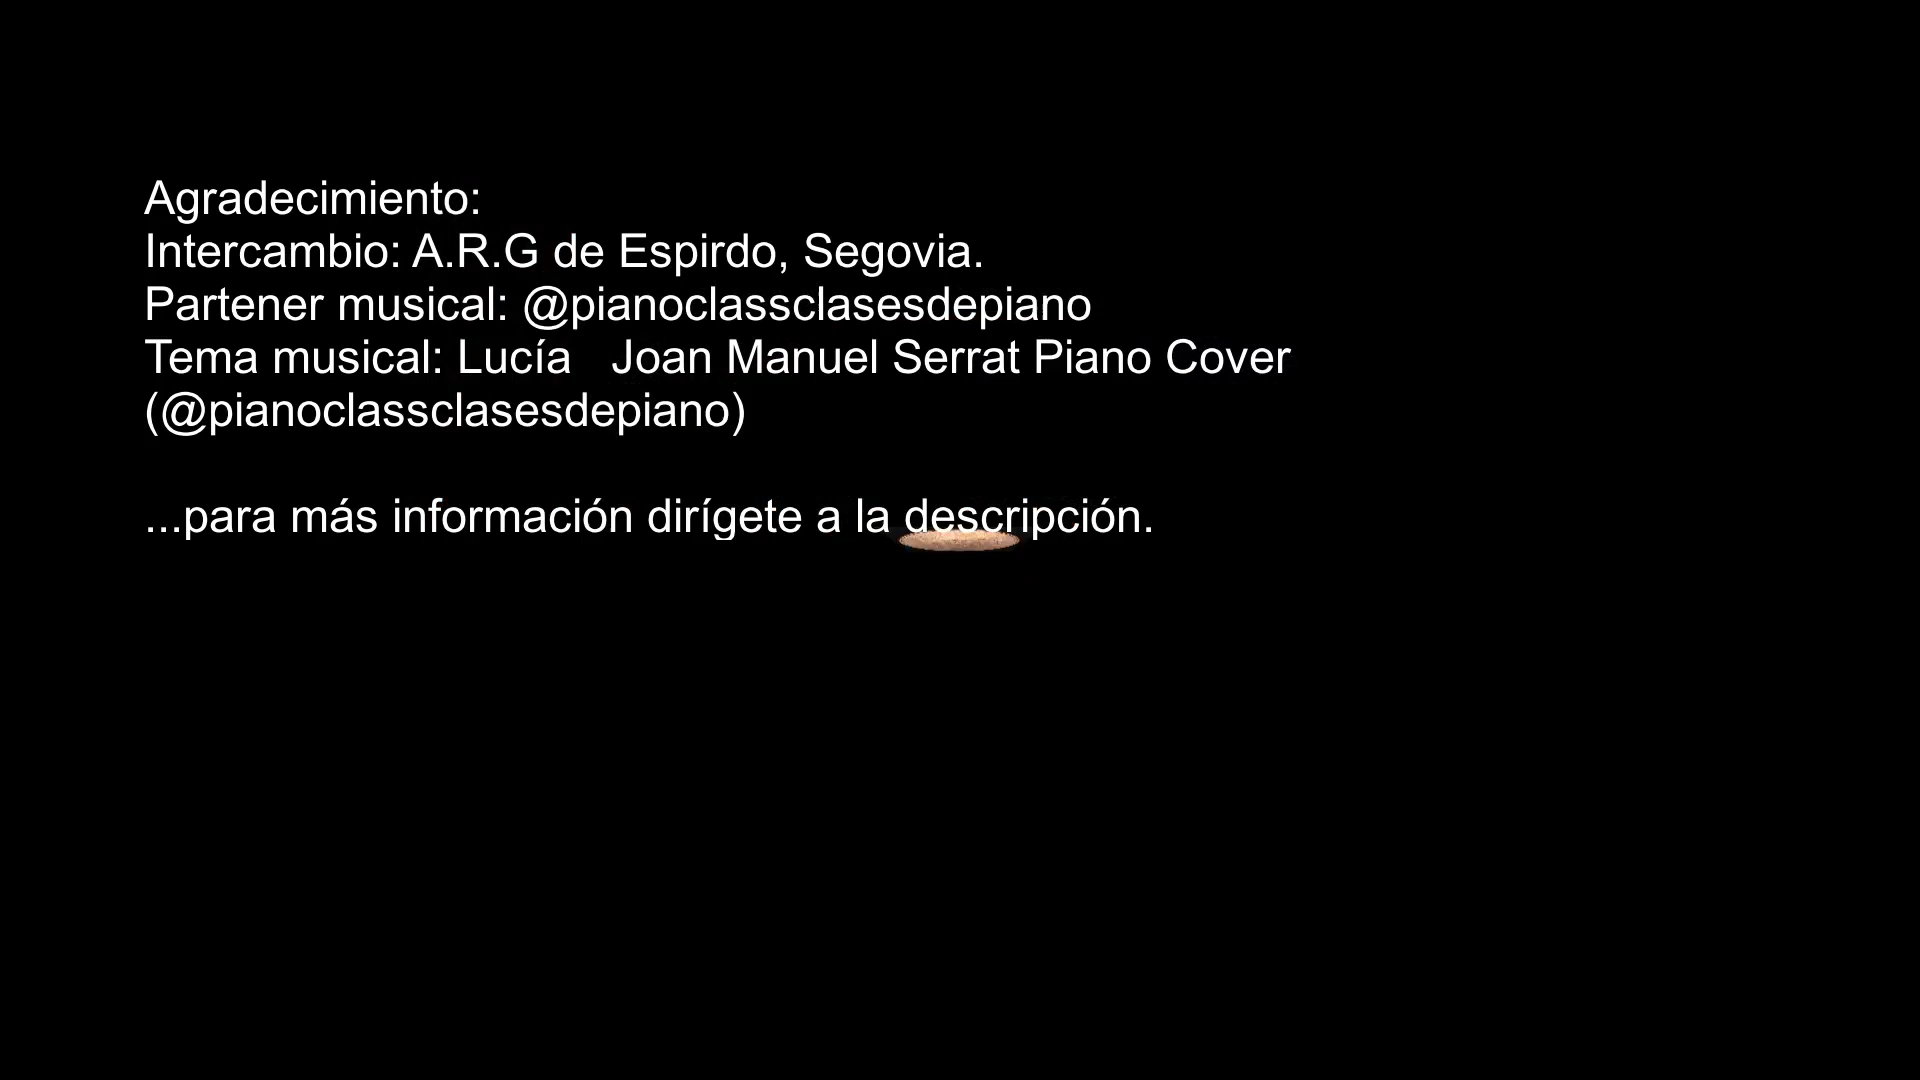 Agradecimiento:
Intercambio: A.R.G de Espirdo, Segovia.
Partener musical: @pianoclassclasesdepiano
Tema musical: Lucía   Joan Manuel Serrat Piano Cover
(@pianoclassclasesdepiano)
...para más información dirígete a la descripción.